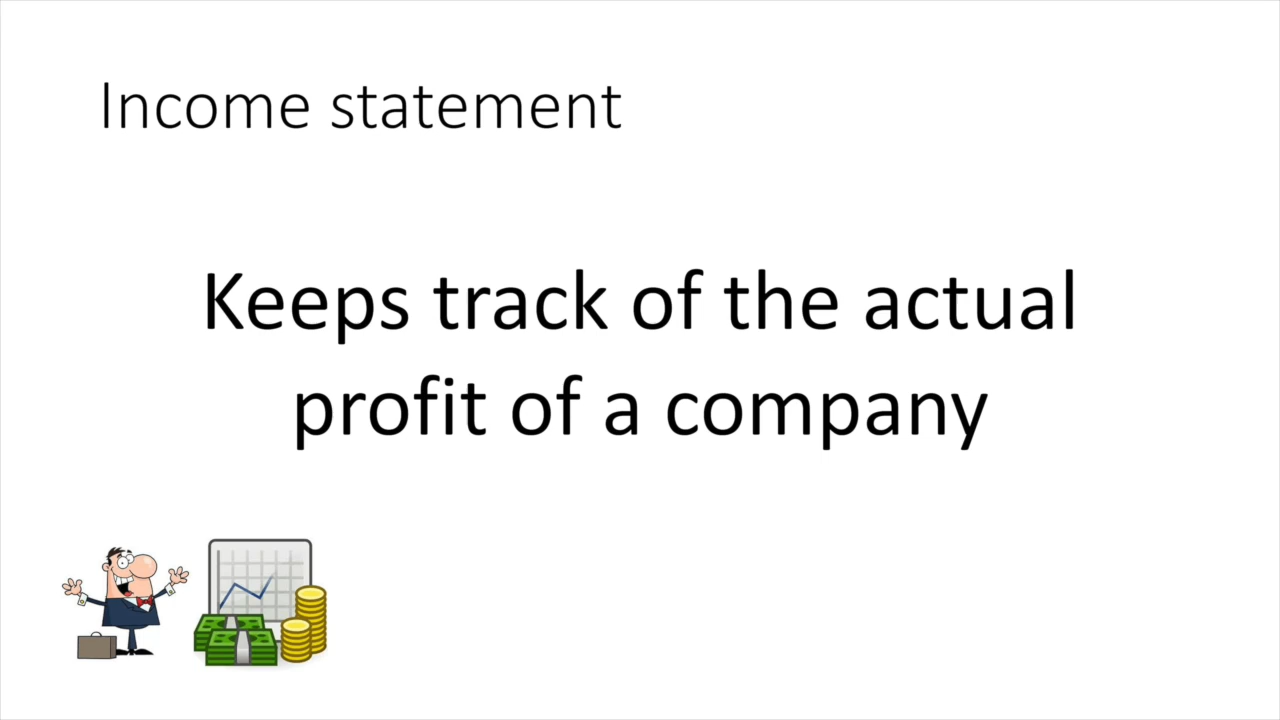 Income statement
Keeps track of the actual
profit of a company